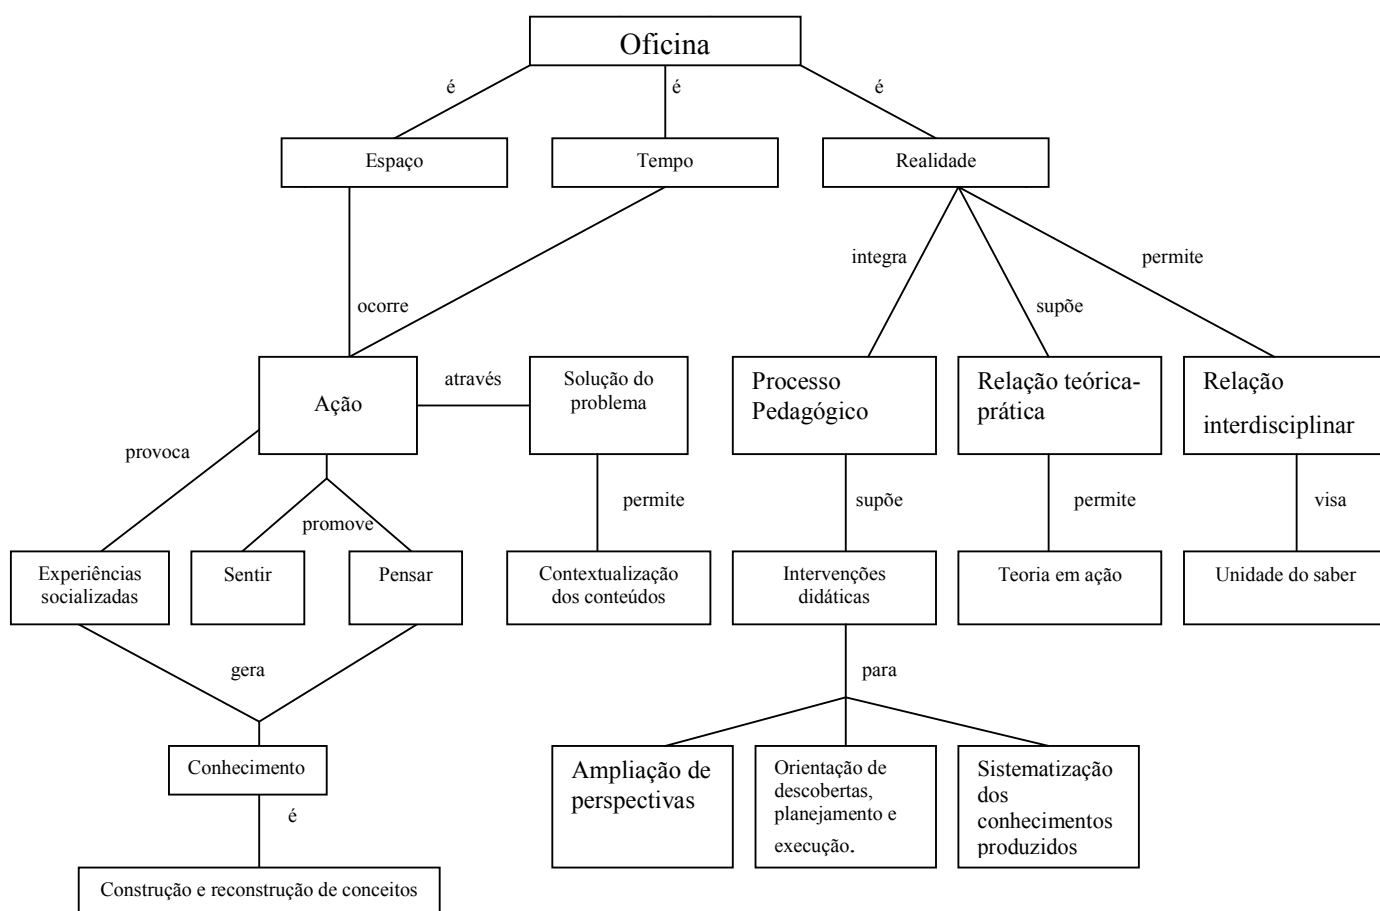 Oficina
é
é
é
Espaço
Tempo
Realidade
integra
permite
ocorre
supõe
Ação
através
Solução do
problema
Processo
Pedagógico
Relação teórica-
prática
Relação
interdisciplinar
provoca
promove
permite
supõe
permite
visa
Experiências
socializadas
Sentir
Pensar
Contextualização
dos conteúdos
Intervenções
didáticas
Teoria em ação
Unidade do saber
gera
para
Conhecimento
Ampliação de
perspectivas
Orientação de
descobertas,
planejamento e
execução.
Sistematização
dos
conhecimentos
produzidos
é
Construção e reconstrução de conceitos